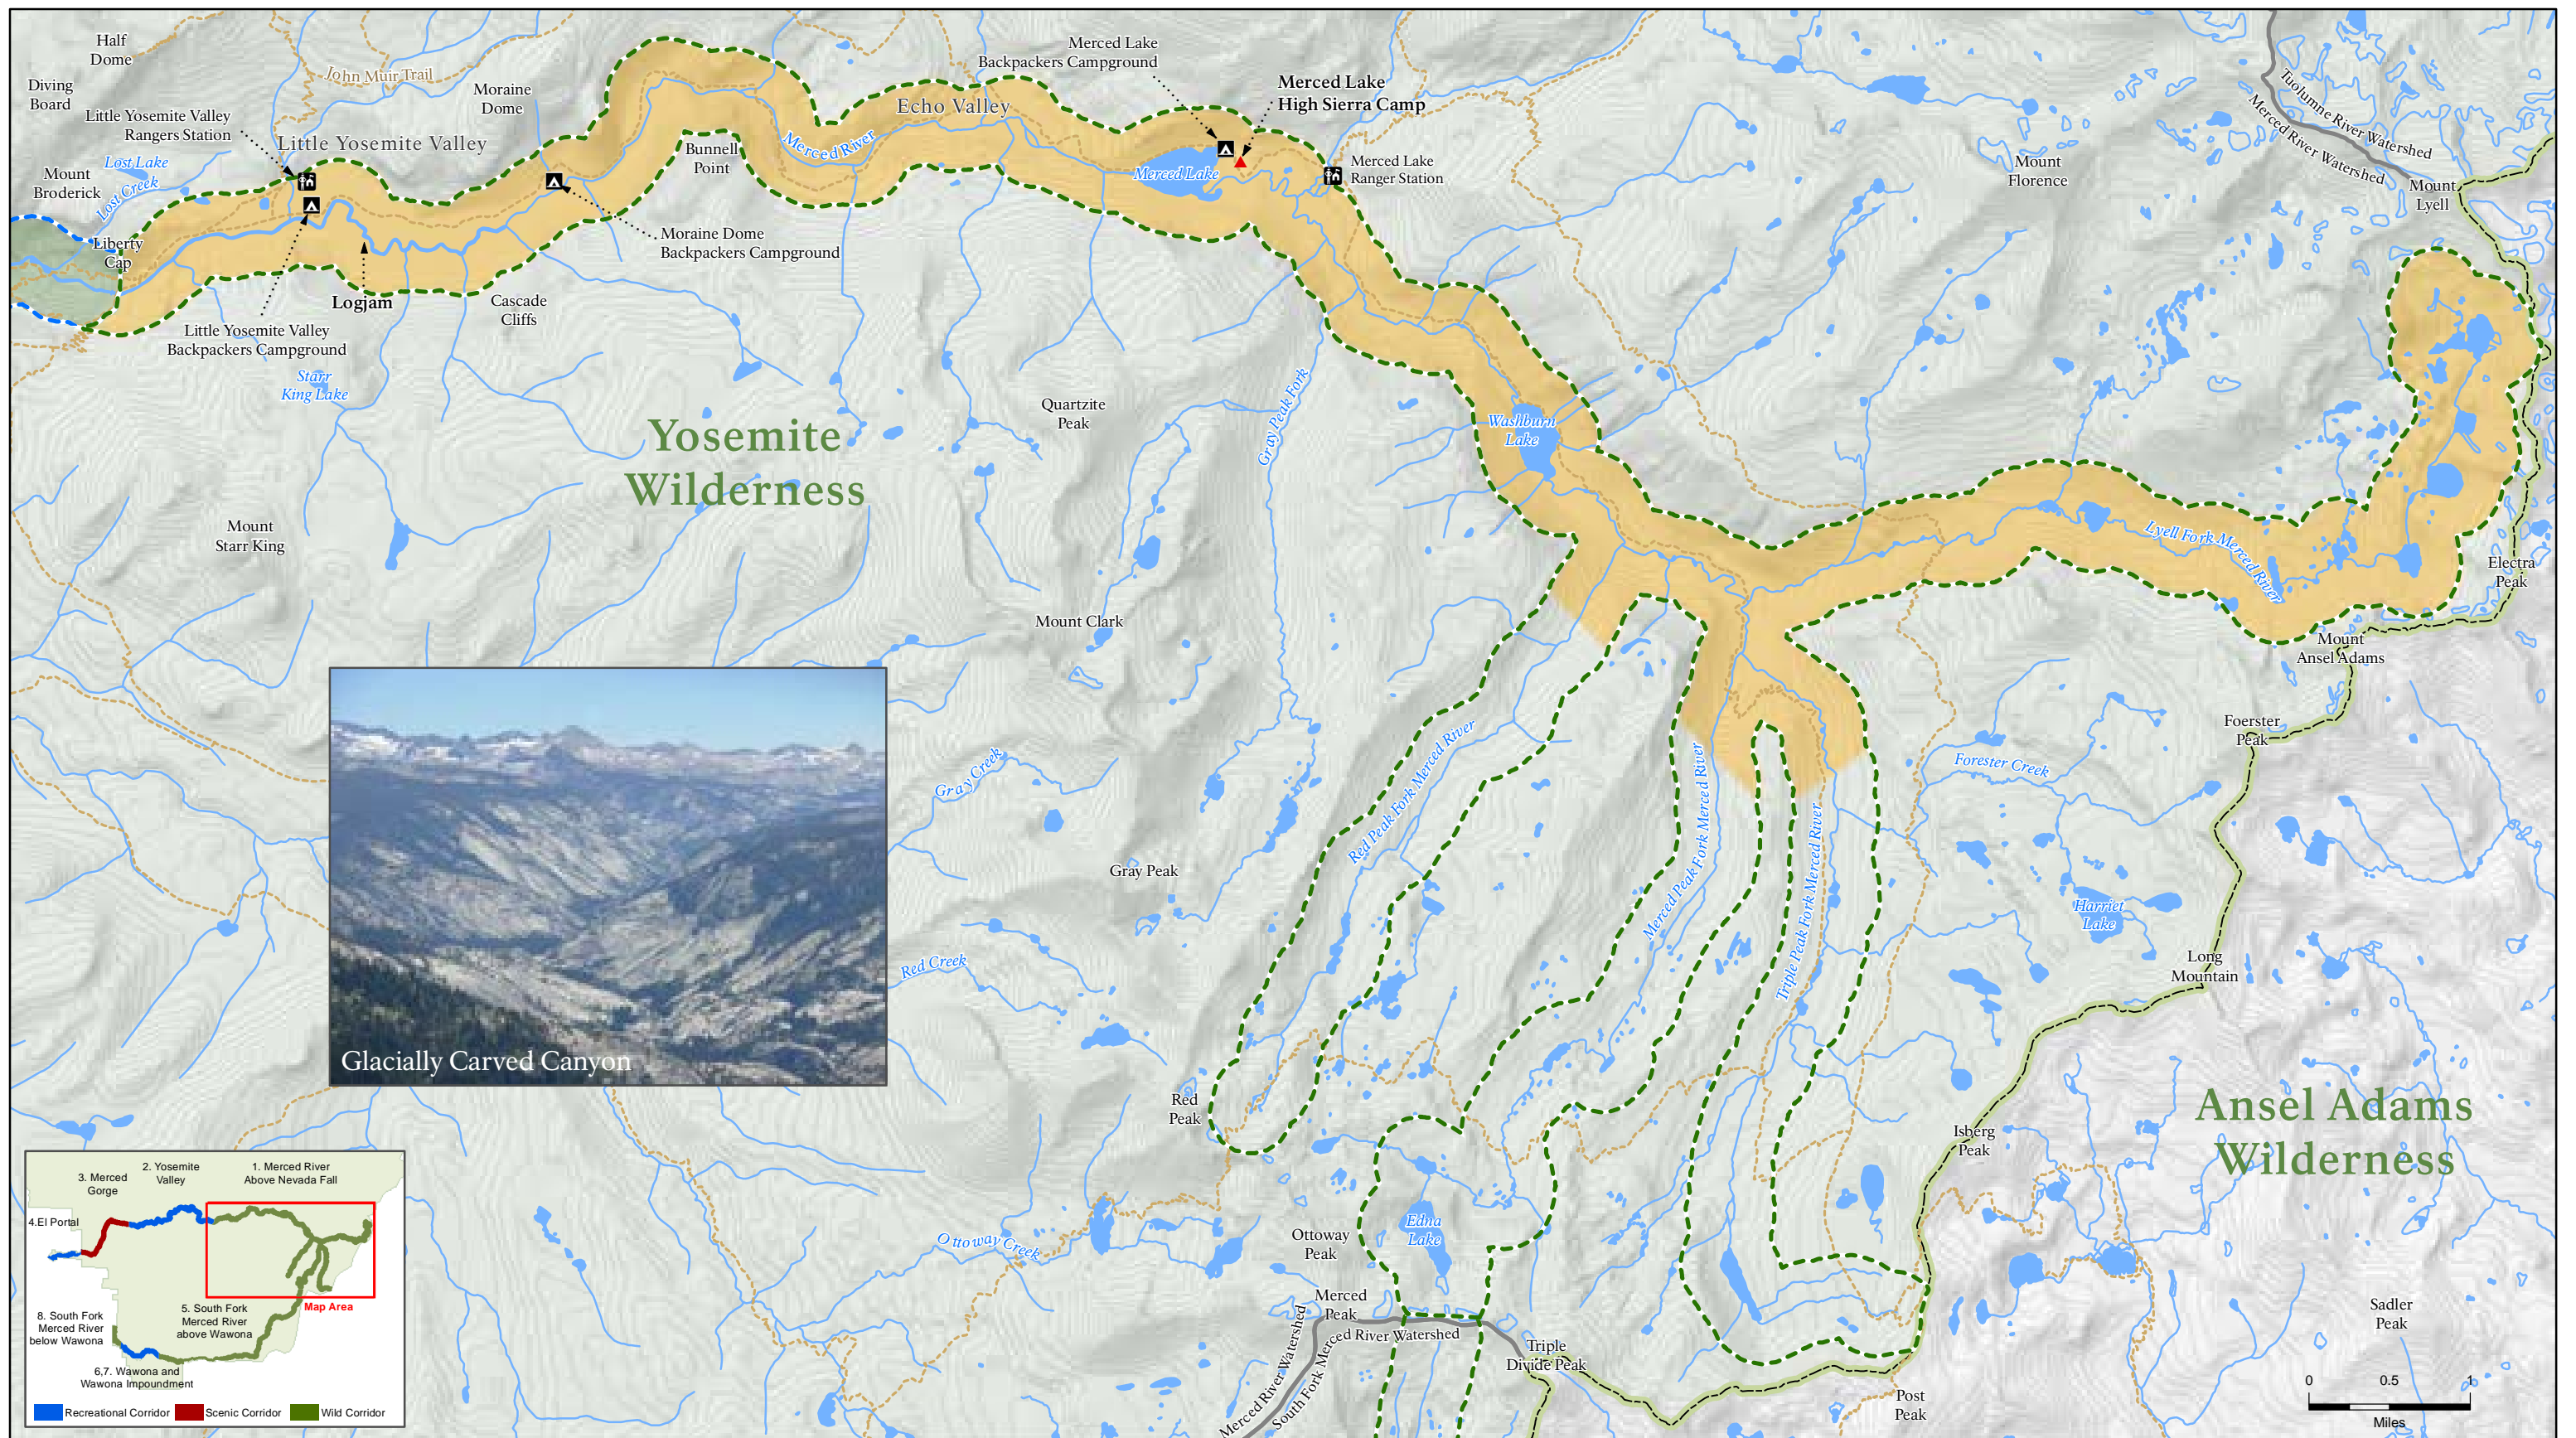 Half
Dome
Diving
Board
John Muir Trail
Moraine
Dome
Little Yosemite Valley
Rangers Station
Little Yosemite Valley
Lost Lake
Lost Creek
Mount
Broderick
Liberty
Cap
Logjam
Little Yosemite Valley
Backpackers Campground
Cascade
Cliffs
Starr
King Lake
Mount
Starr King
Moraine Dome
Backpackers Campground
Bunnell
Point
Merced River
Echo Valley
Merced Lake
Backpackers Campground
Merced Lake
High Sierra Camp
Merced Lake
Merced Lake
Ranger Station
Yosemite
Wilderness
Quartzite
Peak
Gray Peak Fork
Washburn
Lake
Mount
Florence
Tuolumne River Watershed
Merced River Watershed
Mount
Lyell
Lyell Fork Merced River
Electra
Peak
Mount
Ansel Adams
Foerster
Peak
Forester Creek
Harriet
Lake
Long
Mountain
Mount Clark
Gray Creek
Gray Peak
Red Creek
Red Peak Fork Merced River
Merced Peak Fork Merced River
Triple Peak Fork Merced River
Red
Peak
Ottoway
Peak
Ottoway Creek
Edna
Lake
Merced
Peak
Merced River Watershed
South Fork Merced River Watershed
Triple
Divide Peak
Isberg
Peak
Post
Peak
Sadler
Peak
Ansel Adams
Wilderness
Glacially Carved Canyon
1. Merced River
Above Nevada Fall
2. Yosemite
Valley
3. Merced
Gorge
4.El Portal
Map Area
5. South Fork
Merced River
above Wawona
8. South Fork
Merced River
below Wawona
6,7. Wawona and
Wawona Impoundment
Recreational Corridor
Scenic Corridor
Wild Corridor
0 0.5 1
Miles